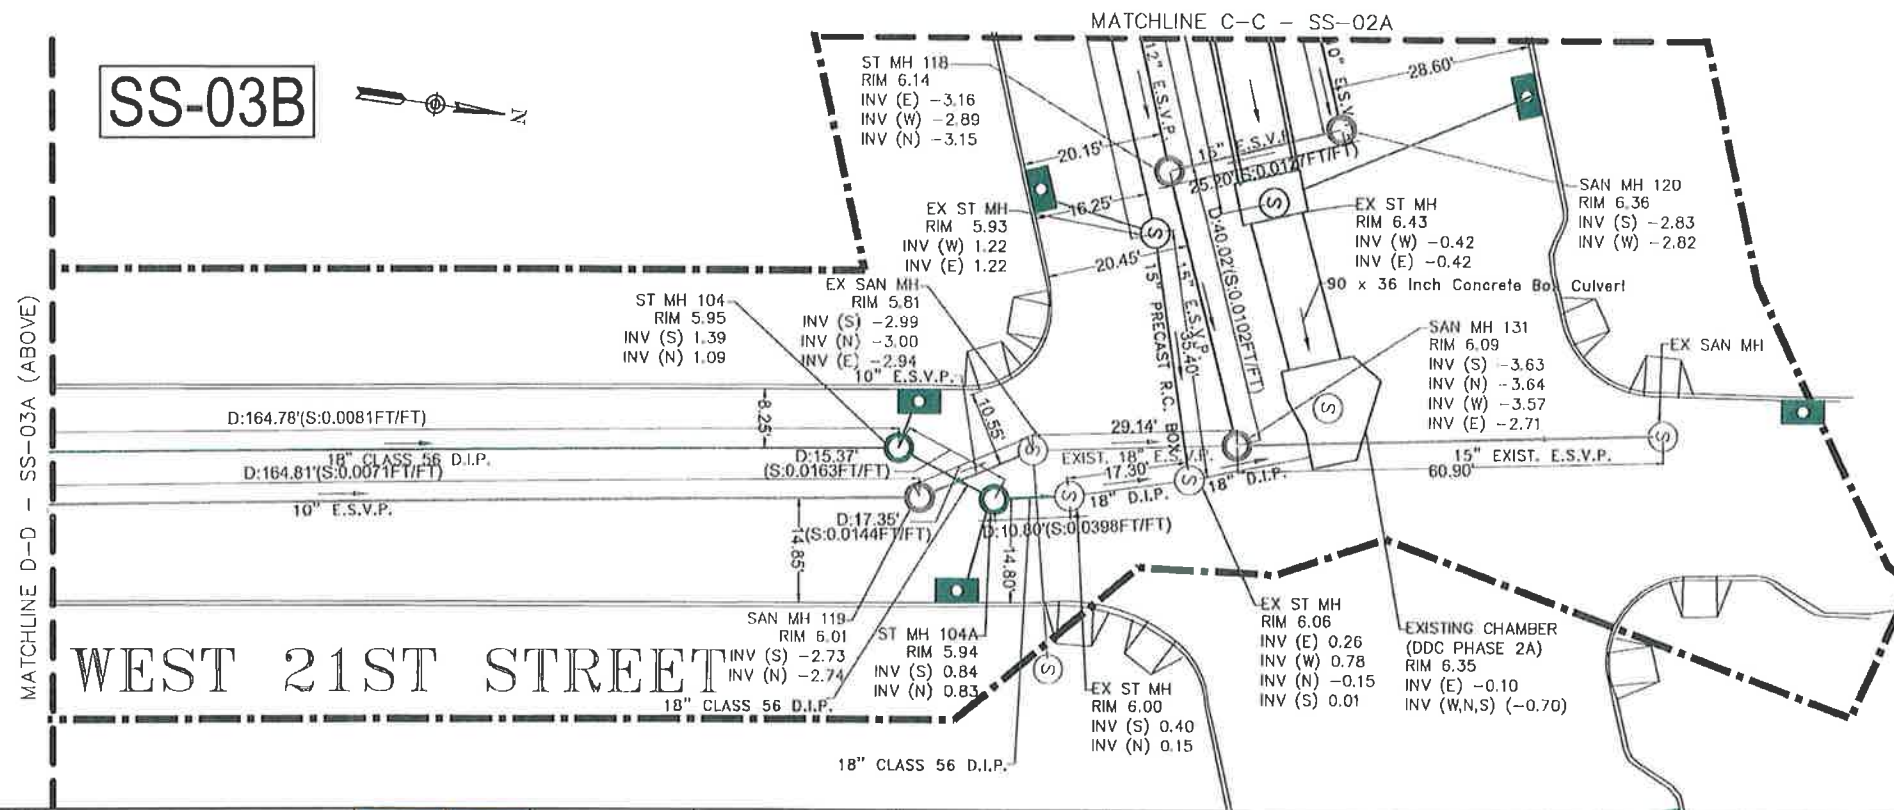 MATCHLINE C-C - SS-02A
SS-03B
N
ST MH 118
RIM 6.14
INV (E) -3.16
INV (W) -2.89
INV (N) -3.15
12" E.S.V.P.
28.60'
20.15'
15" E.S.V.P.
25.20'(S:0.0127FT/FT)
SAN MH 120
RIM 6.36
INV (S) -2.83
INV (W) -2.82
EX ST MH
RIM 5.93
INV (W) 1.22
INV (E) 1.22
16.25'
20.45'
D:40.02'(S:0.0102FT/FT)
EX ST MH
RIM 6.43
INV (W) -0.42
INV (E) -0.42
90 x 36 Inch Concrete Box Culvert
EX SAN MH
RIM 5.81
INV (S) -2.99
INV (N) -3.00
INV (E) -2.94
10" E.S.V.P.
ST MH 104
RIM 5.95
INV (S) 1.39
INV (N) 1.09
15" PRECAST R.C. BOX
15" E.S.V.P.
35.40'
SAN MH 131
RIM 6.09
INV (S) -3.63
INV (N) -3.64
INV (W) -3.57
INV (E) -2.71
EX SAN MH
MATCHLINE D-D - SS-03A (ABOVE)
D:164.78'(S:0.0081FT/FT)
8.25'
10.55'
29.14'
18" CLASS 56 D.I.P.
D:164.81'(S:0.0071FT/FT)
10" E.S.V.P.
D:15.37'
(S:0.0163FT/FT)
EXIST. 18" E.S.V.P.
17.30'
18" D.I.P.
18" D.I.P.
15" EXIST. E.S.V.P.
60.90'
D:17.35'
(S:0.0144FT/FT)
D:10.80'(S:0.0398FT/FT)
14.85'
14.80'
WEST 21ST STREET
SAN MH 119
RIM 6.01
INV (S) -2.73
INV (N) -2.74
18" CLASS 56 D.I.P.
ST MH 104A
RIM 5.94
INV (S) 0.84
INV (N) 0.83
18" CLASS 56 D.I.P.
EX ST MH
RIM 6.00
INV (S) 0.40
INV (N) 0.15
EX ST MH
RIM 6.06
INV (E) 0.26
INV (W) 0.78
INV (N) -0.15
INV (S) 0.01
EXISTING CHAMBER
(DDC PHASE 2A)
RIM 6.35
INV (E) -0.10
INV (W,N,S) (-0.70)
S
S
S
S
S
S
S
S